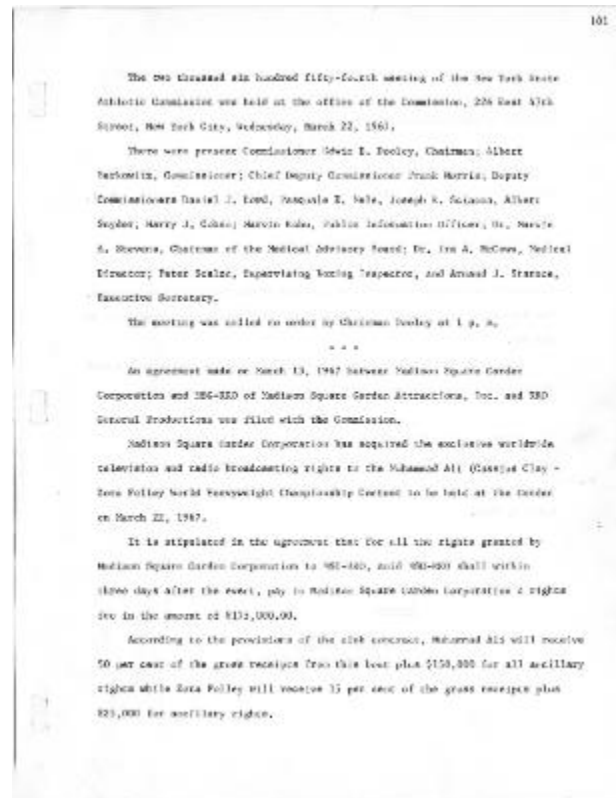 101
The two thousand six hundred fifty-fourth meeting of the New York State
Athletic Commission was held at the office of the Commission, 226 East 47th
Street, New York City, Wednesday, March 22, 1967.
There were present Commissioner Edwin B. Dooley, Chairman; Albert
Berkowitz, Commissioner; Chief Deputy Commissioner Frank Morris; Deputy
Commissioners Daniel J. Dowd, Pasquale E. Joseph R. Albert
Snyder; Harry J. Cohen; Marvin Kohn, Public Information Officer; Dr. Marvin
A. Stevens, Chairman of the Medical Advisory Board; Dr. Ira A. McCown, Medical
Director; Peter Scalzo, Supervising Boxing Inspector, and J.
Executive Secretary.
The meeting was called to order by Chairman Dooley at 1 p. m.
* * *
An agreement made on March 13, 1967 between Madison Square Garden
Corporation and MSG-RKO of Madison Square Garden Attractions, Inc. and RKO
General Productions was filed with the Commission.
Madison Square Garden Corporation has acquired the exclusive worldwide
television and radio broadcasting rights to the Muhammad Ali (Cassius Clay -
Zora Folley World Heavyweight Championship Contest to be held at the Garden
on March 22, 1967.
It is stipulated in the agreement that for all the rights granted by
Madison Square Garden Corporation to MSG-RKO, said MSG-RKO shall within
three days after the event, pay to Madison Square Garden Corporation a rights
fee in the amount of $175,000.00.
According to the provisions of the contract, Muhammad Ali will receive
50 per cent of the gross receipts from this bout plus $150,000 for all ancillary
rights while Zora Folley will receive 15 per cent of the gross receipts plus
$25,000 for ancillary rights.